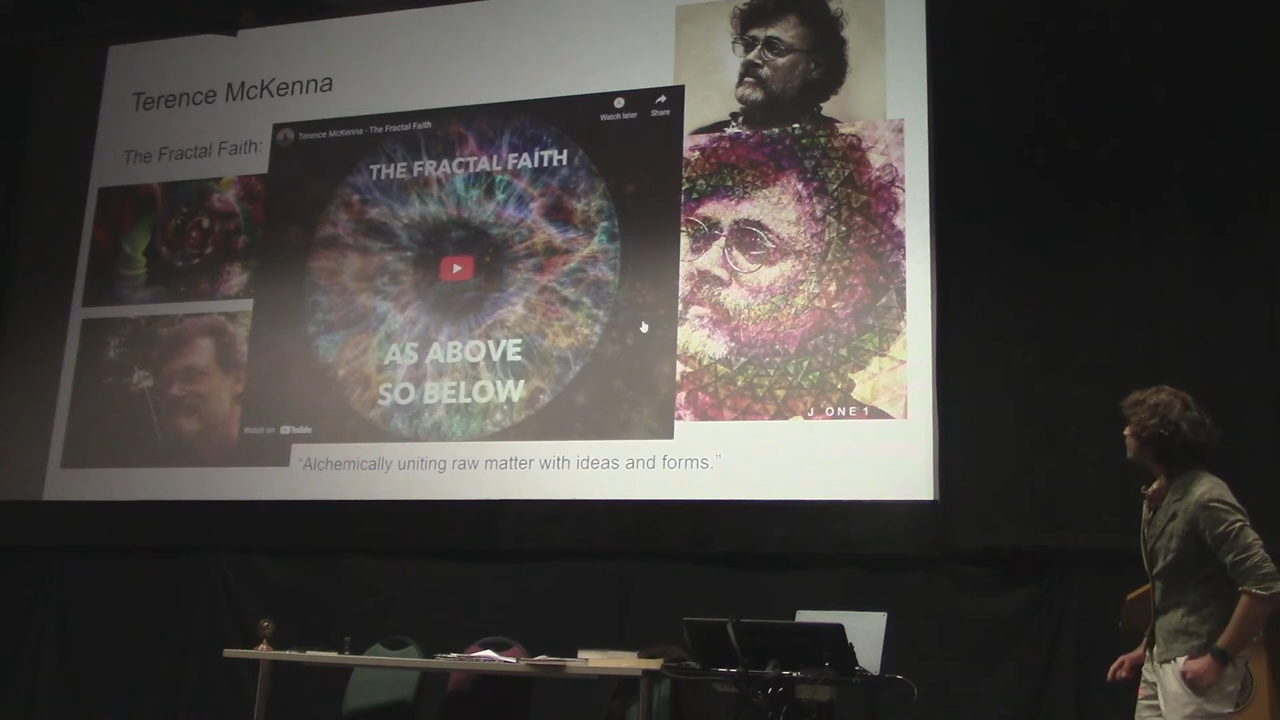 Terence McKenna
The Fractal Faith:
Terence McKenna - The Fractal Faith
Watch later
Share
THE FRACTAL FAITH
AS ABOVE
SO BELOW
Watch on YouTube
J ONE 1
"Alchemically uniting raw matter with ideas and forms."